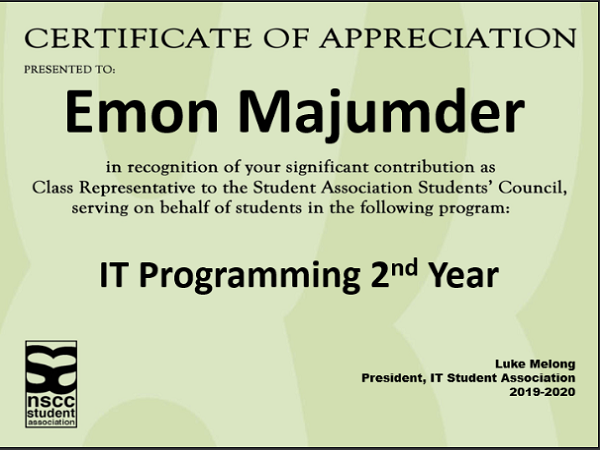 CERTIFICATE OF APPRECIATION
PRESENTED TO:
Emon Majumder
in recognition of your significant contribution as
Class Representative to the Student Association Students' Council,
serving on behalf of students in the following program:
IT Programming 2nd Year
sa
nscc
student
association
Luke Melong
President, IT Student Association
2019-2020